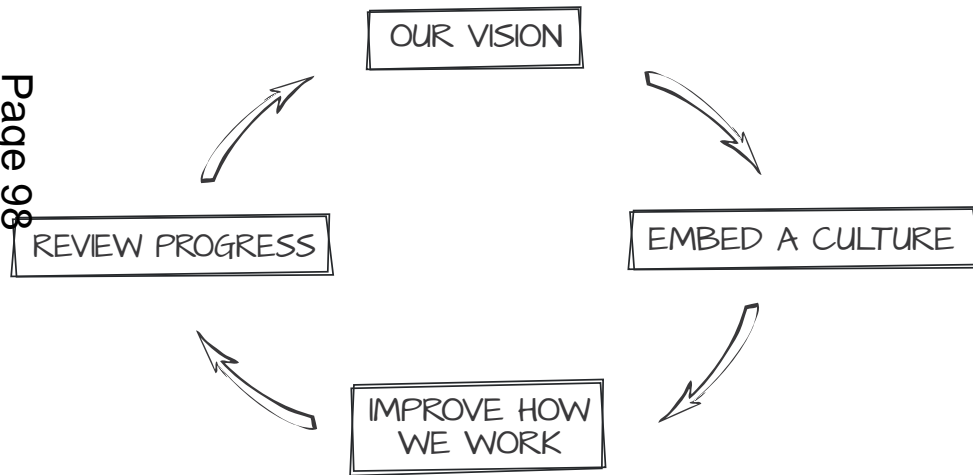 OUR VISION
Page 98
REVIEW PROGRESS
EMBED A CULTURE
IMPROVE HOW
WE WORK